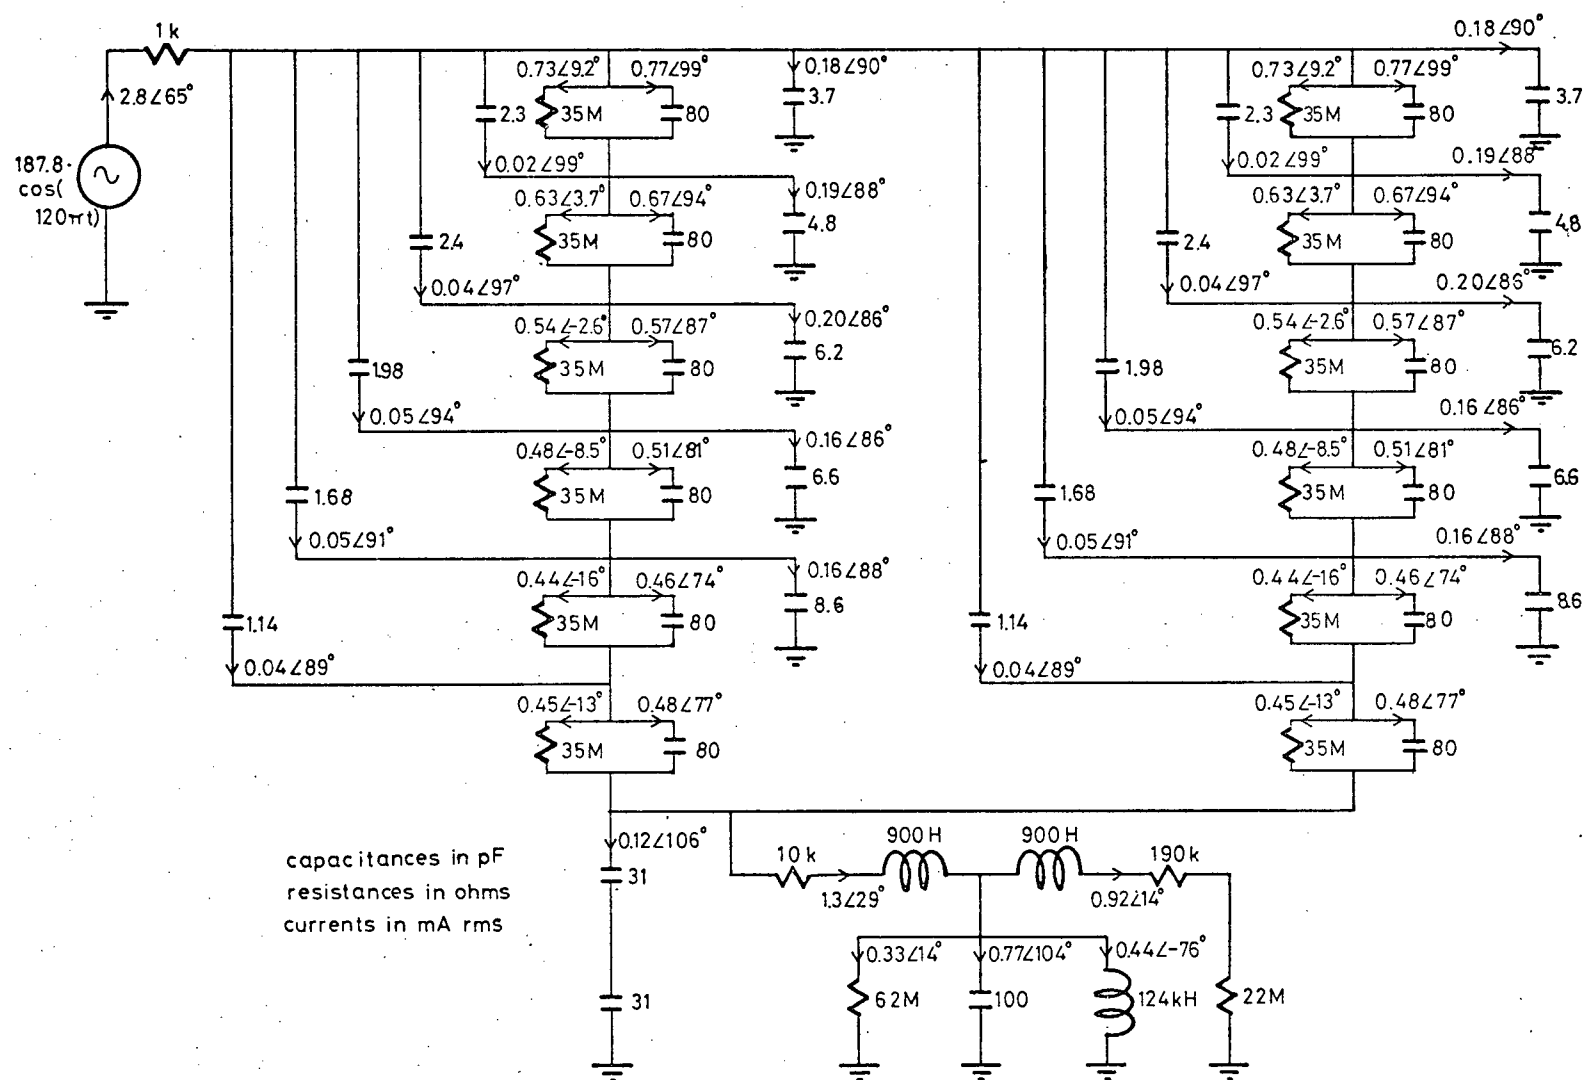 1k
0.18∠90°
2.8∠65°
0.73∠9.2° 0.77∠99° 0.18∠90° 0.73∠9.2° 0.77∠99°
2.3 35M 80 3.7 2.3 35M 80 3.7
187.8·
cos(
120πt)
0.02∠99° 0.02∠99° 0.19∠88°
0.63∠3.7° 0.67∠94° 0.19∠88° 0.63∠3.7° 0.67∠94°
2.4 35M 80 4.8 2.4 35M 80 4.8
0.04∠97° 0.04∠97° 0.20∠86°
0.54∠-2.6° 0.57∠87° 0.20∠86° 0.54∠-2.6° 0.57∠87°
1.98 35M 80 6.2 1.98 35M 80 6.2
0.05∠94° 0.05∠94° 0.16∠86°
0.48∠-8.5° 0.51∠81° 0.16∠86° 0.48∠-8.5° 0.51∠81°
1.68 35M 80 6.6 1.68 35M 80 6.6
0.05∠91° 0.05∠91° 0.16∠88°
0.44∠-16° 0.46∠74° 0.16∠88° 0.44∠-16° 0.46∠74°
1.14 35M 80 8.6 1.14 35M 80 8.6
0.04∠89° 0.04∠89°
0.45∠-13° 0.48∠77° 0.45∠-13° 0.48∠77°
35M 80 35M 80
0.12∠106° 900H 900H
capacitances in pF
resistances in ohms
currents in mA rms
31 10k 190k
1.3∠29° 0.92∠14°
0.33∠14° 0.77∠104° 0.44∠-76°
31 62M 100 124kH 22M